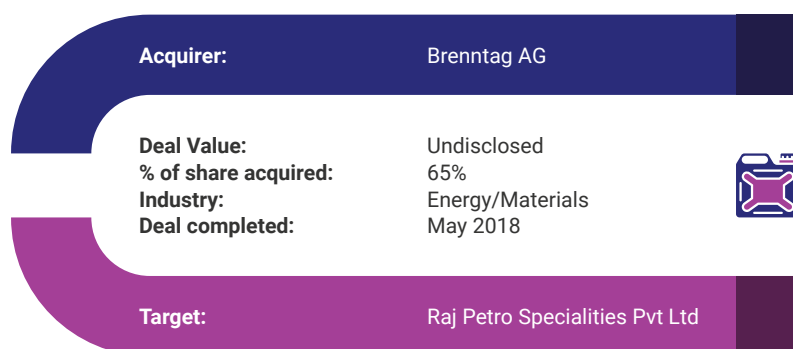 Acquirer: Brenntag AG
Deal Value: Undisclosed
% of share acquired: 65%
Industry: Energy/Materials
Deal completed: May 2018
Target: Raj Petro Specialities Pvt Ltd